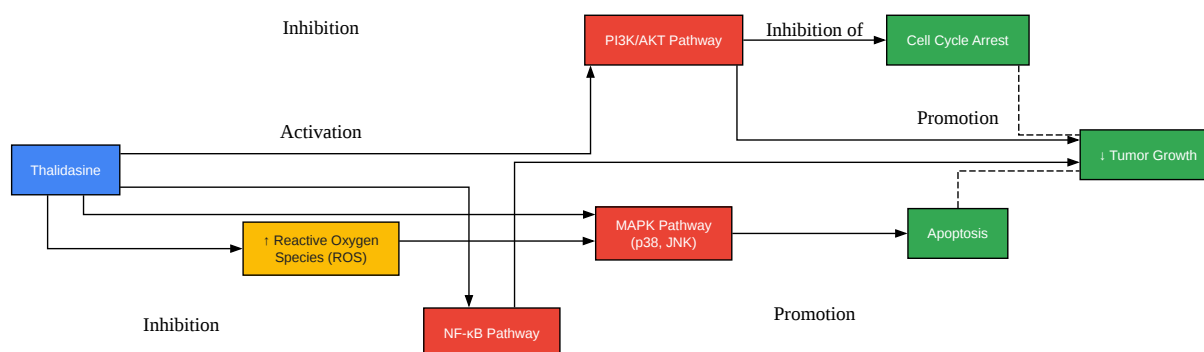 Inhibition
PI3K/AKT Pathway
Inhibition of
Cell Cycle Arrest
Activation
Promotion
Thalidasine
↓ Tumor Growth
↑ Reactive Oxygen
Species (ROS)
MAPK Pathway
(p38, JNK)
Apoptosis
Inhibition
NF-κB Pathway
Promotion